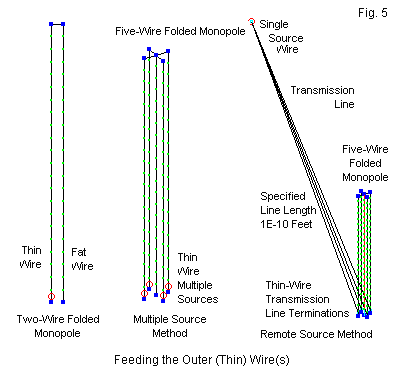 Fig. 5
Five-Wire Folded Monopole
Single
Source
Wire
Transmission
Line
Five-Wire
Folded
Monopole
Specified
Line Length
1E-10 Feet
Thin
Wire
Fat
Wire
Thin
Wire
Multiple
Sources
Thin-Wire
Transmission
Line Terminations
Two-Wire Folded
Monopole
Multiple Source
Method
Remote Source Method
Feeding the Outer (Thin) Wire(s)